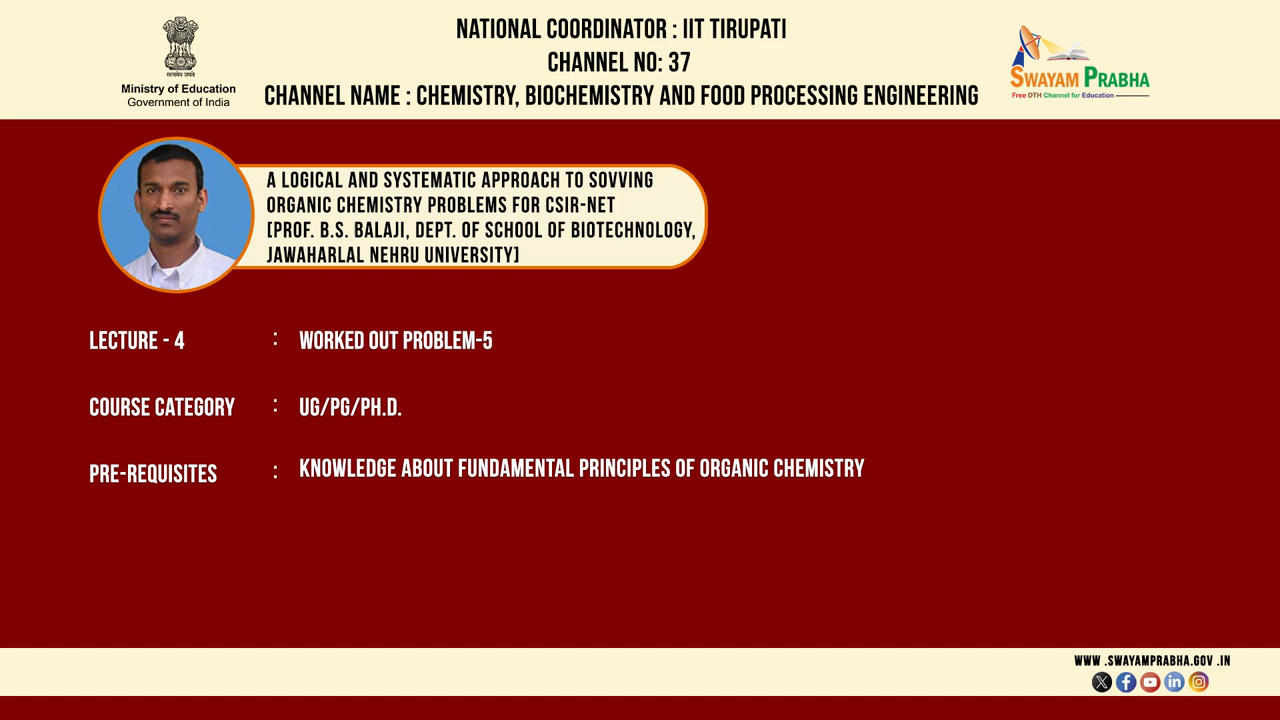 NATIONAL COORDINATOR : IIT TIRUPATI
CHANNEL NO: 37
CHANNEL NAME : CHEMISTRY, BIOCHEMISTRY AND FOOD PROCESSING ENGINEERING
सत्यमेव जयते
Ministry of Education
Government of India
SWAYAM PRABHA
Free DTH Channel for Education
A LOGICAL AND SYSTEMATIC APPROACH TO SOVVING
ORGANIC CHEMISTRY PROBLEMS FOR CSIR-NET
[PROF. B.S. BALAJI, DEPT. OF SCHOOL OF BIOTECHNOLOGY,
JAWAHARLAL NEHRU UNIVERSITY]
LECTURE - 4 : WORKED OUT PROBLEM-5
COURSE CATEGORY : UG/PG/PH.D.
PRE-REQUISITES : KNOWLEDGE ABOUT FUNDAMENTAL PRINCIPLES OF ORGANIC CHEMISTRY
WWW .SWAYAMPRABHA.GOV .IN